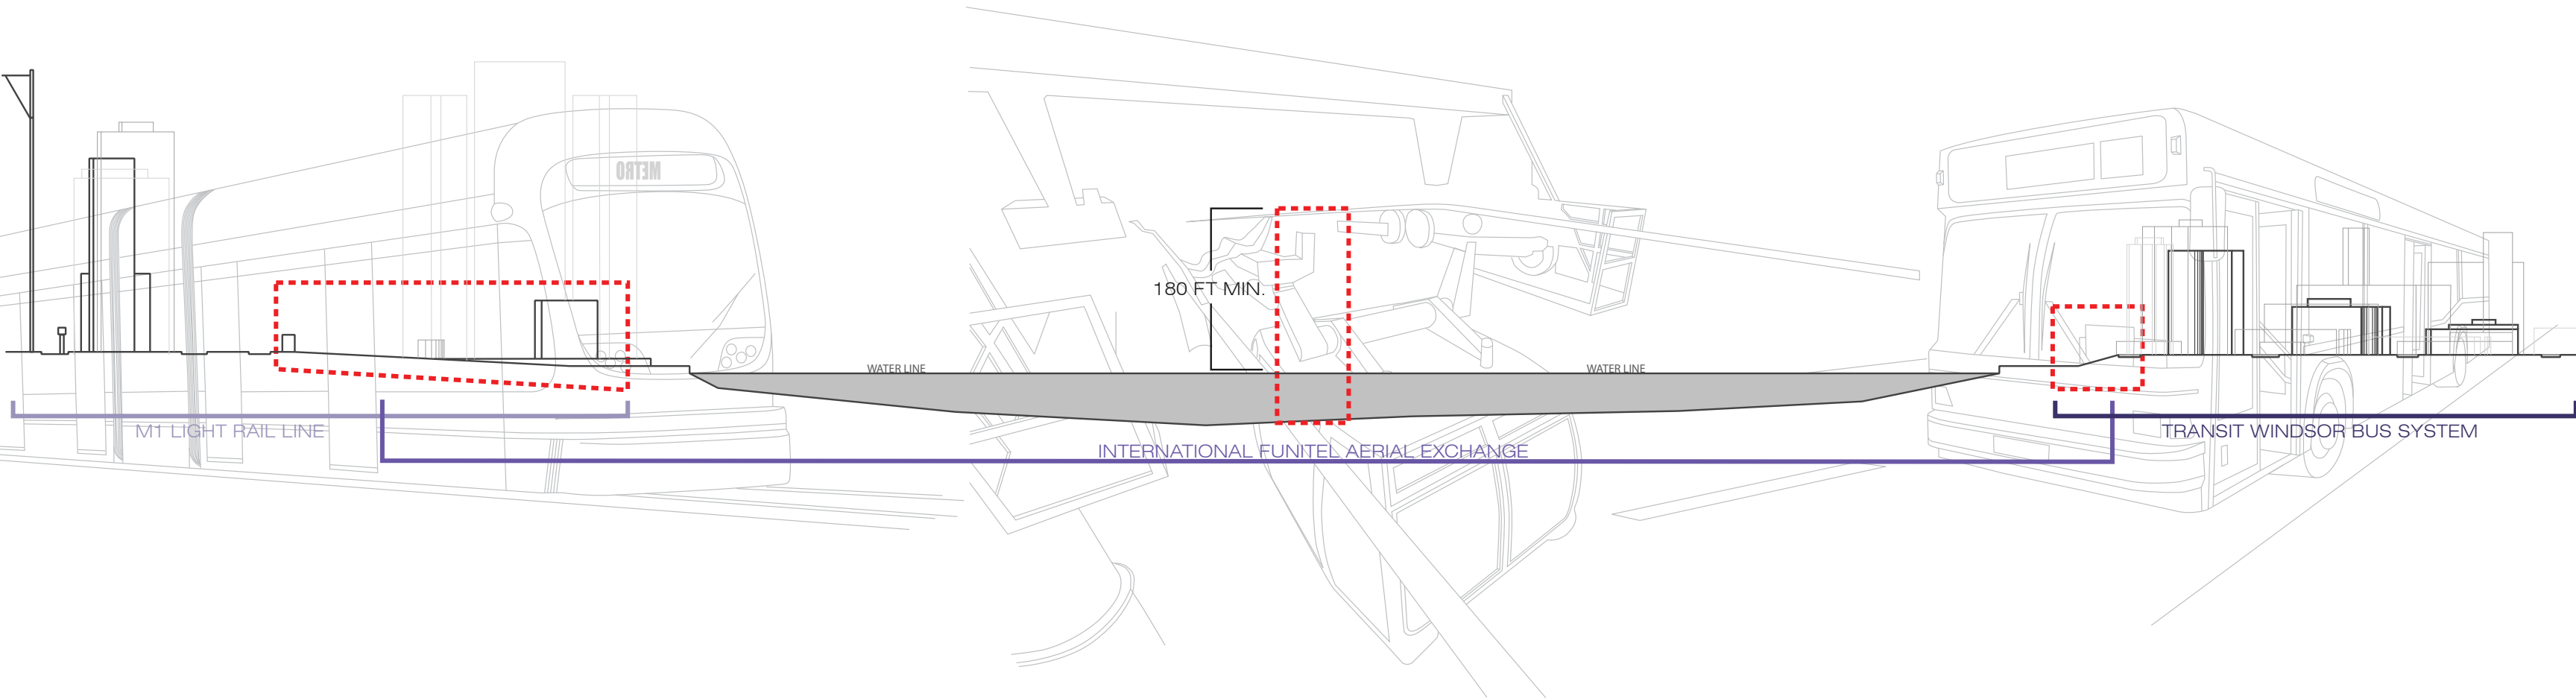 METRO
180 FT MIN.
WATER LINE
WATER LINE
M1 LIGHT RAIL LINE
TRANSIT WINDSOR BUS SYSTEM
INTERNATIONAL FUNITEL AERIAL EXCHANGE